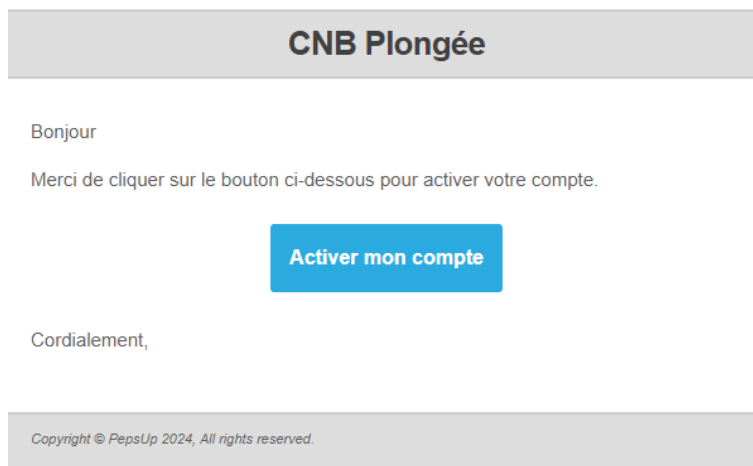 CNB Plongée
Bonjour
Merci de cliquer sur le bouton ci-dessous pour activer votre compte.
Activer mon compte
Cordialement,
Copyright © PepsUp 2024, All rights reserved.